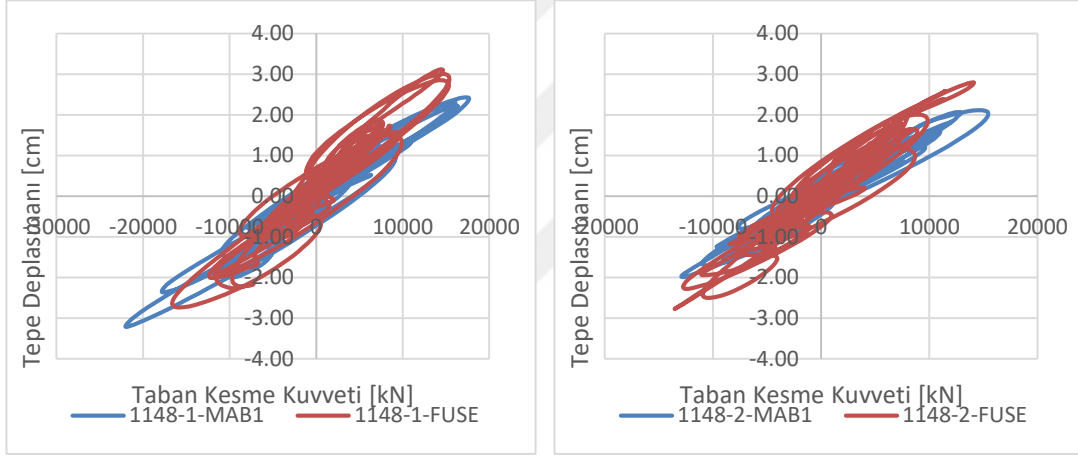 4.00
3.00
2.00
1.00
0.00
-30000 -20000 -10000 0 10000 20000
-1.00
-2.00
-3.00
-4.00
Tepe Deplasmanı [cm]
Taban Kesme Kuvveti [kN]
1148-1-MAB1 1148-1-FUSE
4.00
3.00
2.00
1.00
0.00
-20000 -10000 0 10000 20000
-1.00
-2.00
-3.00
-4.00
Tepe Deplasmanı [cm]
Taban Kesme Kuvveti [kN]
1148-2-MAB1 1148-2-FUSE